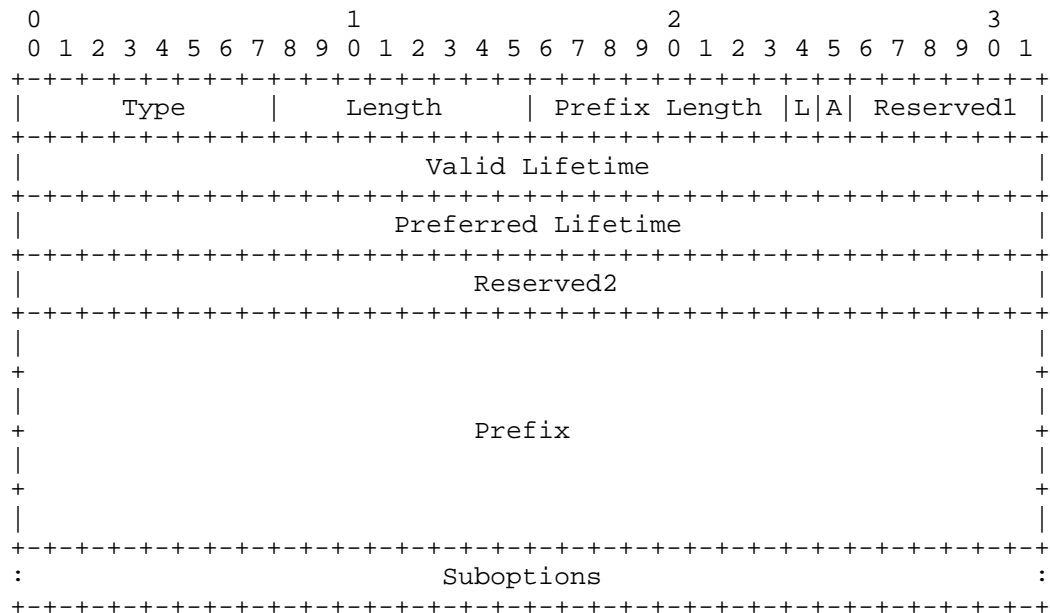 0                   1                   2                   3
0 1 2 3 4 5 6 7 8 9 0 1 2 3 4 5 6 7 8 9 0 1 2 3 4 5 6 7 8 9 0 1
+-+-+-+-+-+-+-+-+-+-+-+-+-+-+-+-+-+-+-+-+-+-+-+-+-+-+-+-+-+-+-+-+
|     Type      |    Length     | Prefix Length |L|A| Reserved1 |
+-+-+-+-+-+-+-+-+-+-+-+-+-+-+-+-+-+-+-+-+-+-+-+-+-+-+-+-+-+-+-+-+
|                         Valid Lifetime                        |
+-+-+-+-+-+-+-+-+-+-+-+-+-+-+-+-+-+-+-+-+-+-+-+-+-+-+-+-+-+-+-+-+
|                       Preferred Lifetime                      |
+-+-+-+-+-+-+-+-+-+-+-+-+-+-+-+-+-+-+-+-+-+-+-+-+-+-+-+-+-+-+-+-+
|                            Reserved2                          |
+-+-+-+-+-+-+-+-+-+-+-+-+-+-+-+-+-+-+-+-+-+-+-+-+-+-+-+-+-+-+-+-+
|                                                               |
+                                                               +
|                                                               |
+                            Prefix                             +
|                                                               |
+                                                               +
|                                                               |
+-+-+-+-+-+-+-+-+-+-+-+-+-+-+-+-+-+-+-+-+-+-+-+-+-+-+-+-+-+-+-+-+
:                          Suboptions                           :
+-+-+-+-+-+-+-+-+-+-+-+-+-+-+-+-+-+-+-+-+-+-+-+-+-+-+-+-+-+-+-+-+